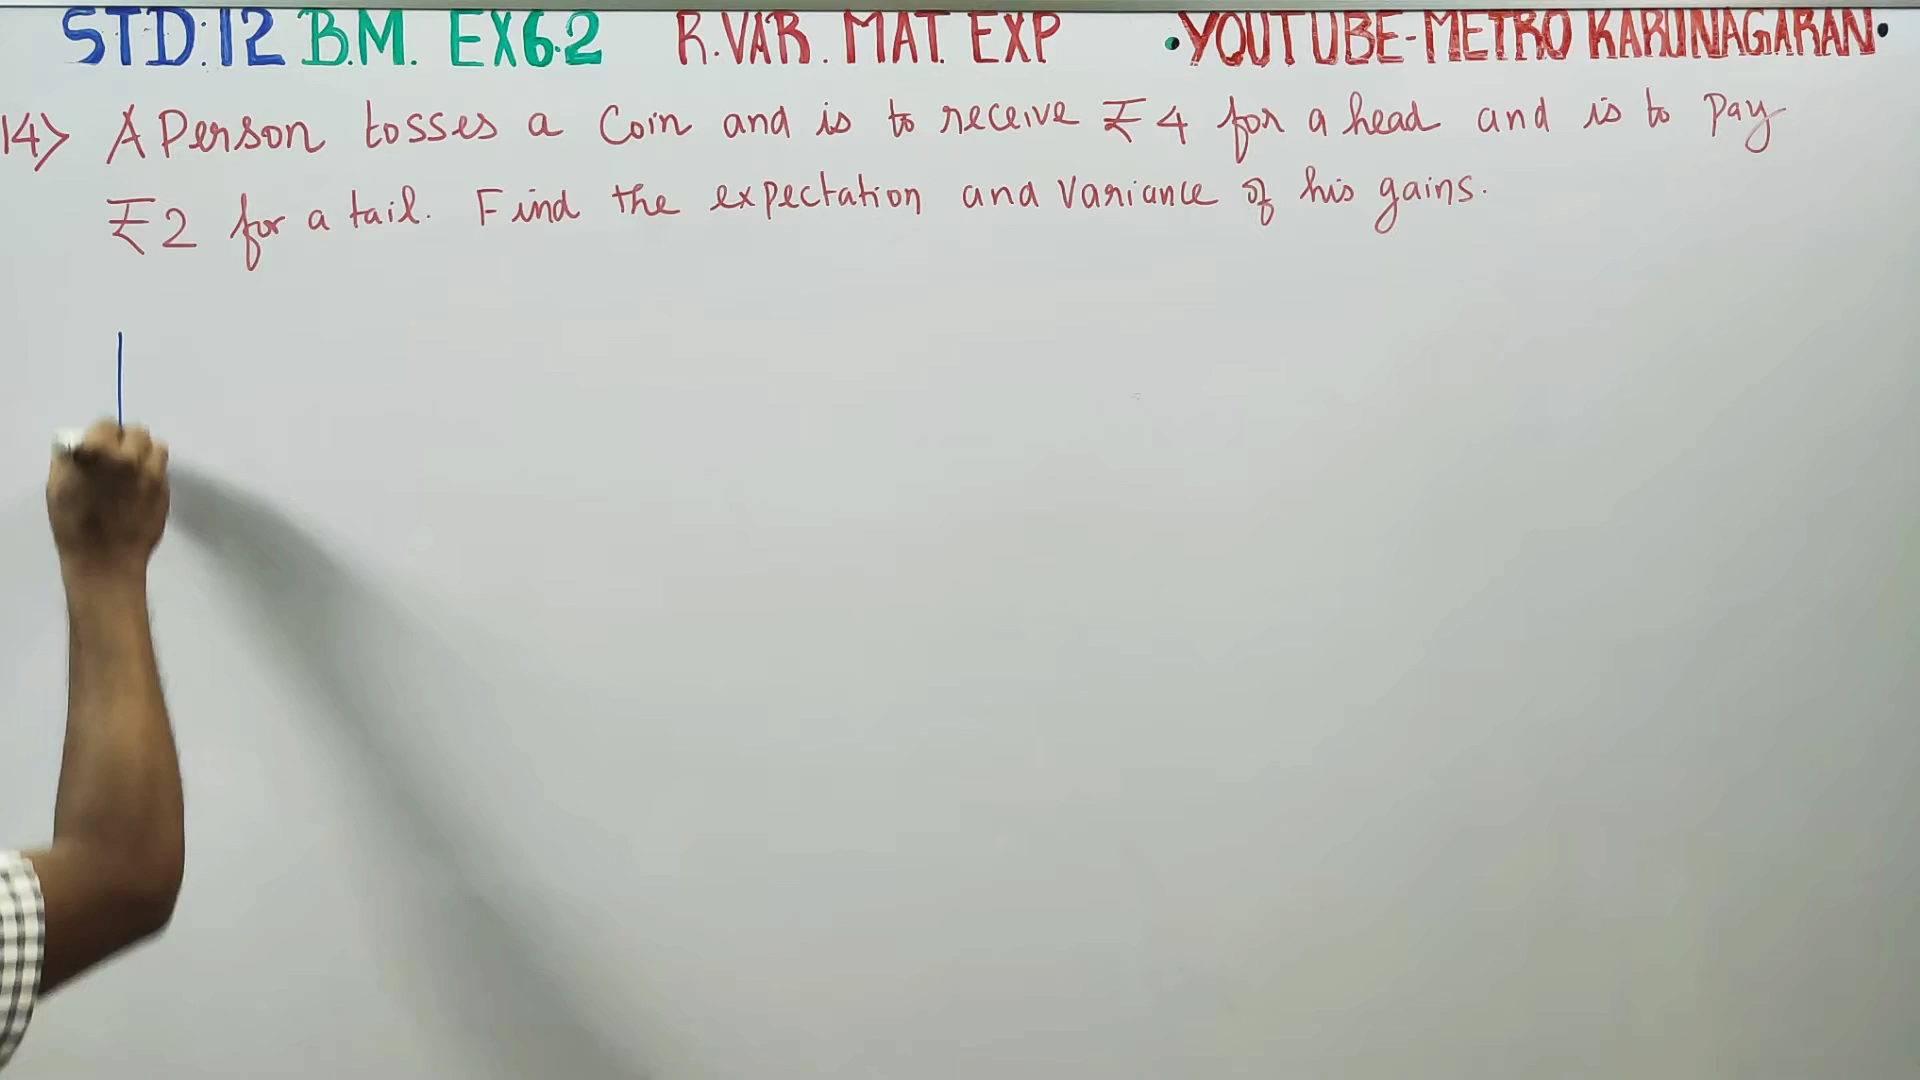 STD:12 B.M. EX6.2 R.VAR. MAT. EXP •YOUTUBE-METRO KARUNAGARAN•
14> A Person tosses a Coin and is to receive ₹4 for a head and is to Pay
₹2 for a tail. Find the expectation and Variance of his gains.